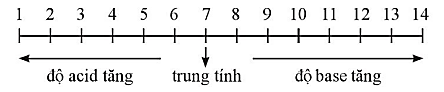 1 2 3 4 5 6 7 8 9 10 11 12 13 14
độ acid tăng trung tính độ base tăng